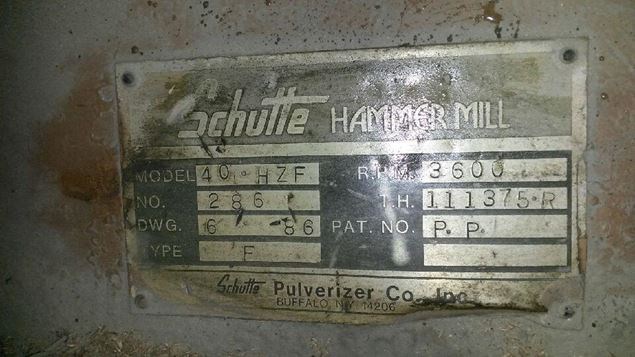 Schutte HAMMER MILL
MODEL 40 HZF R.P.M. 3600
NO. 286 T.H. 111375-R
DWG. 6 86 PAT. NO. P.P
TYPE F
Schutte Pulverizer Co., Inc.
BUFFALO, N.Y. 14206